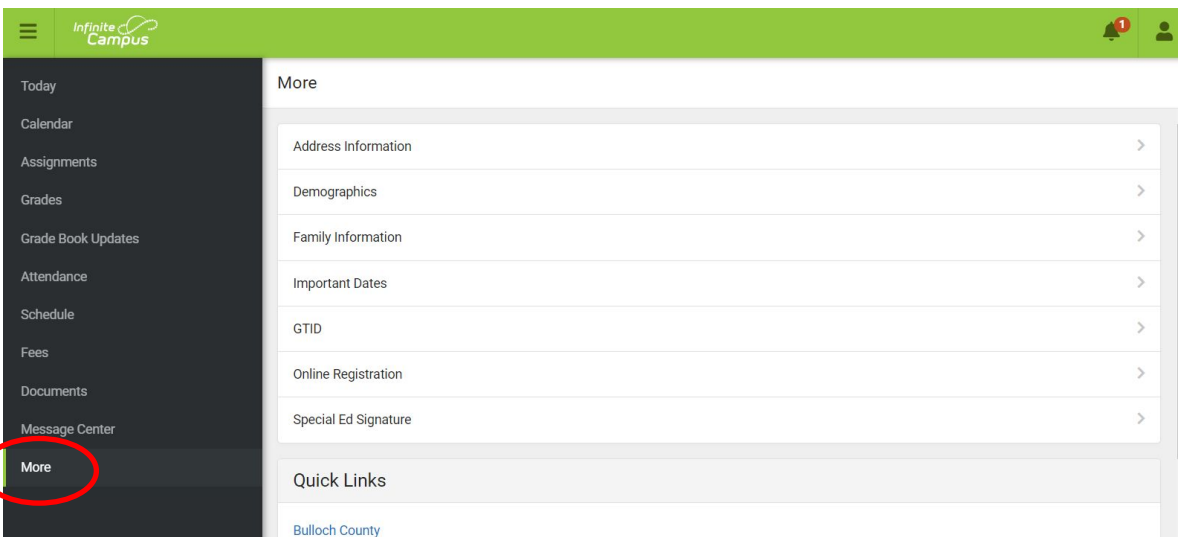 Infinite
Campus
1
Today
Calendar
Assignments
Grades
Grade Book Updates
Attendance
Schedule
Fees
Documents
Message Center
More
More
Address Information
Demographics
Family Information
Important Dates
GTID
Online Registration
Special Ed Signature
Quick Links
Bulloch County